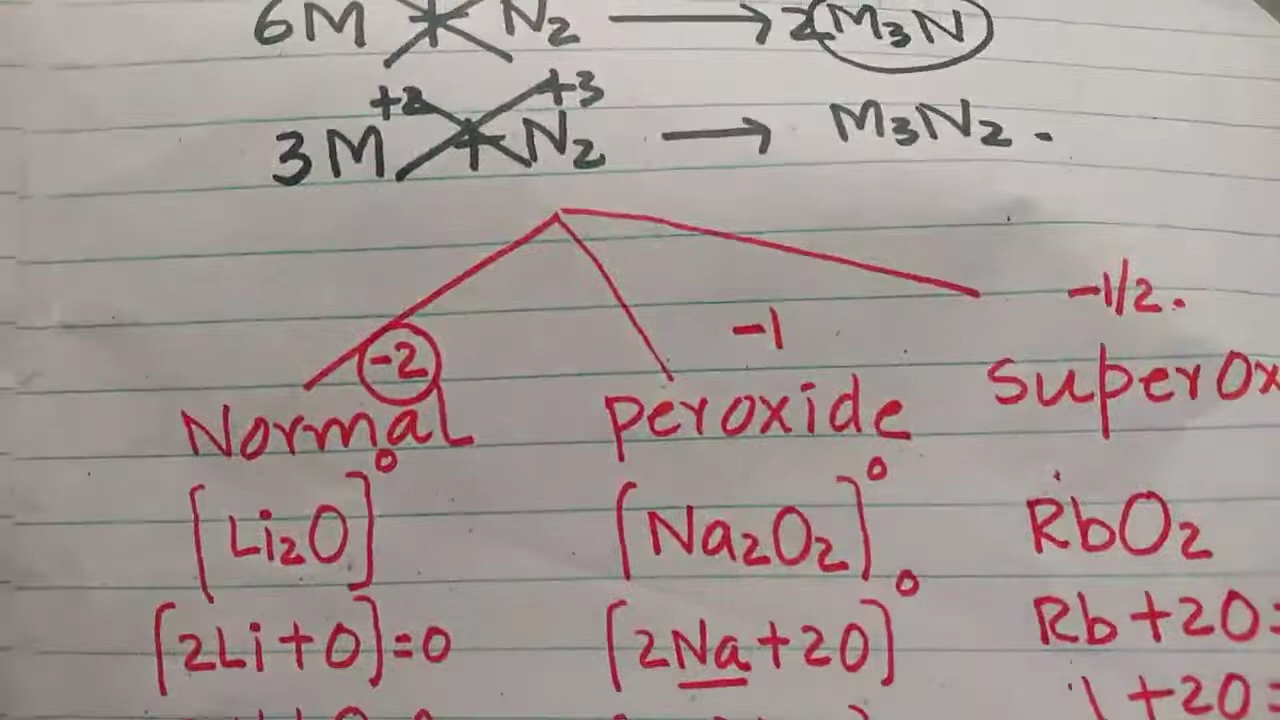 6M + N2 → 2M3N
+2 +3
3M + N2 → M3N2.
-1/2.
-1
-2
Superox
Normal peroxide
[Li2O]° [Na2O2]° RbO2
[2Li+O]=0 [2Na+2O]° Rb+2O=
1+2O=